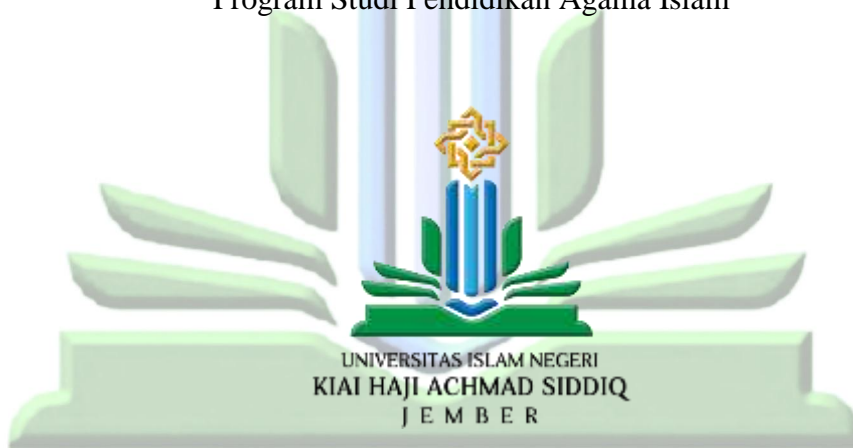 Program Studi Pendidikan Agama Islam
UNIVERSITAS ISLAM NEGERI
KIAI HAJI ACHMAD SIDDIQ
JEMBER